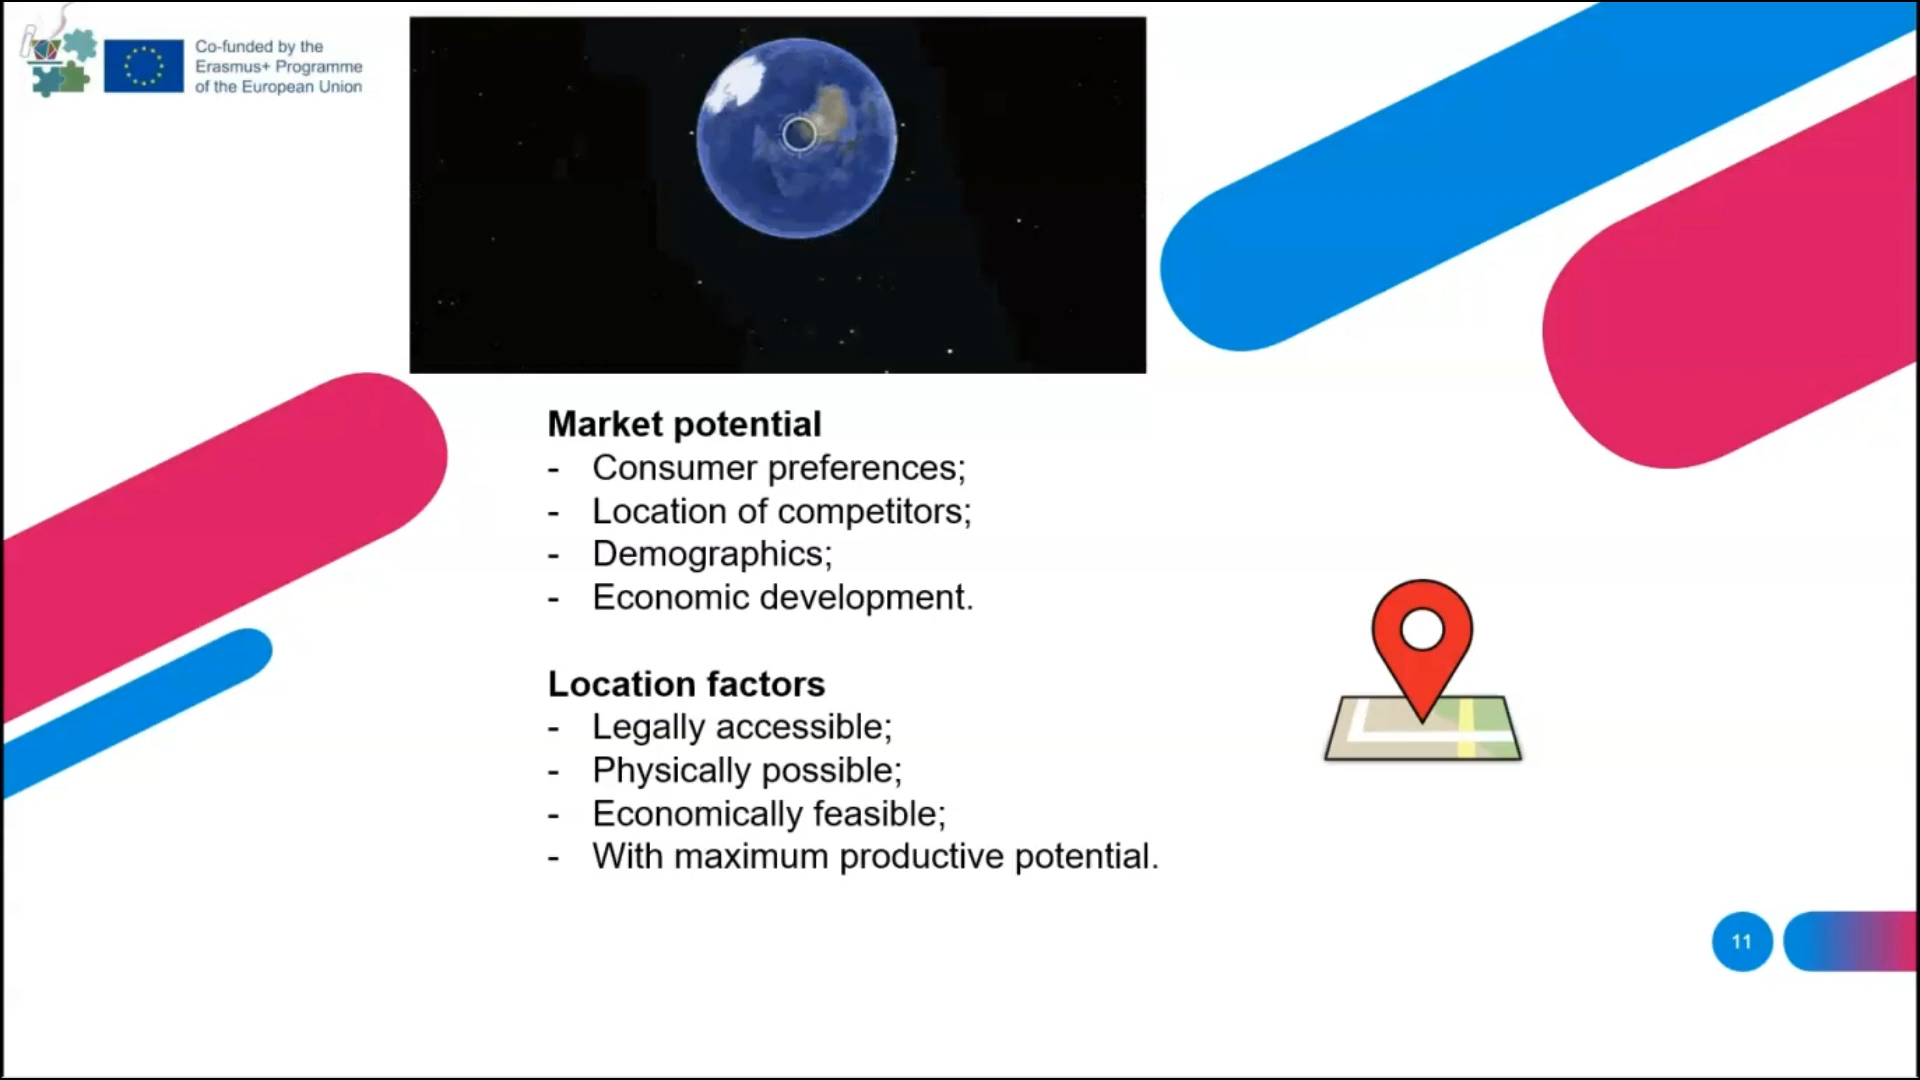 Co-funded by the
Erasmus+ Programme
of the European Union
Market potential
- Consumer preferences;
- Location of competitors;
- Demographics;
- Economic development.
Location factors
- Legally accessible;
- Physically possible;
- Economically feasible;
- With maximum productive potential.
11